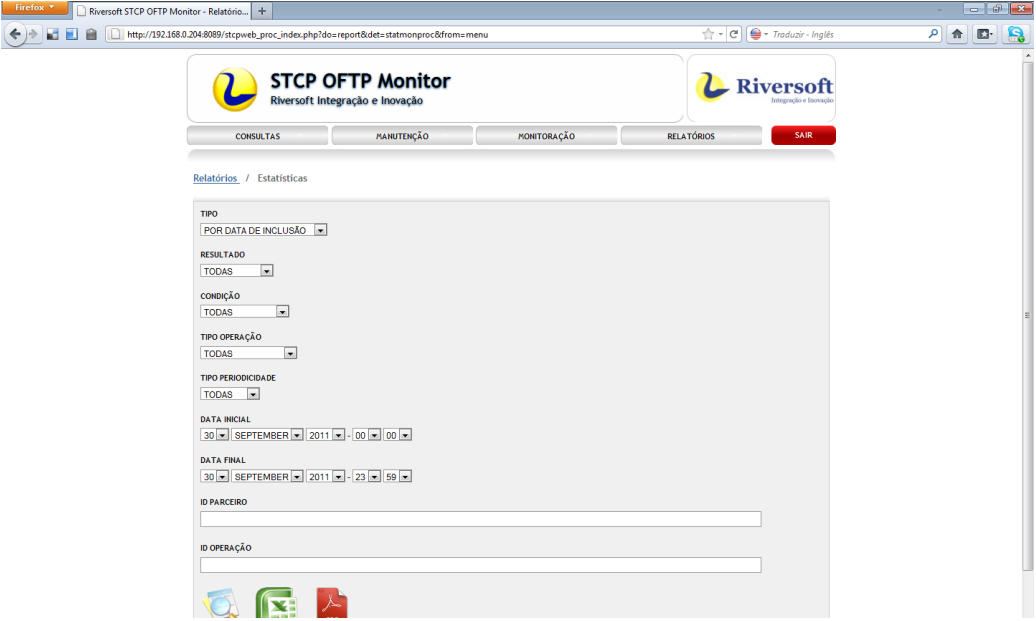 Firefox
Riversoft STCP OFTP Monitor - Relatório...
http://192.168.0.204:8089/stcpweb_proc_index.php?do=report&det=statmonproc&from=menu
Traduzir - Inglês
STCP OFTP Monitor
Riversoft Integração e Inovação
Riversoft
Integração e Inovação
CONSULTAS MANUTENÇÃO MONITORAÇÃO RELATÓRIOS SAIR
Relatórios / Estatísticas
TIPO
POR DATA DE INCLUSÃO
RESULTADO
TODAS
CONDIÇÃO
TODAS
TIPO OPERAÇÃO
TODAS
TIPO PERIODICIDADE
TODAS
DATA INICIAL
30 SEPTEMBER 2011 - 00 00
DATA FINAL
30 SEPTEMBER 2011 - 23 59
ID PARCEIRO
ID OPERAÇÃO